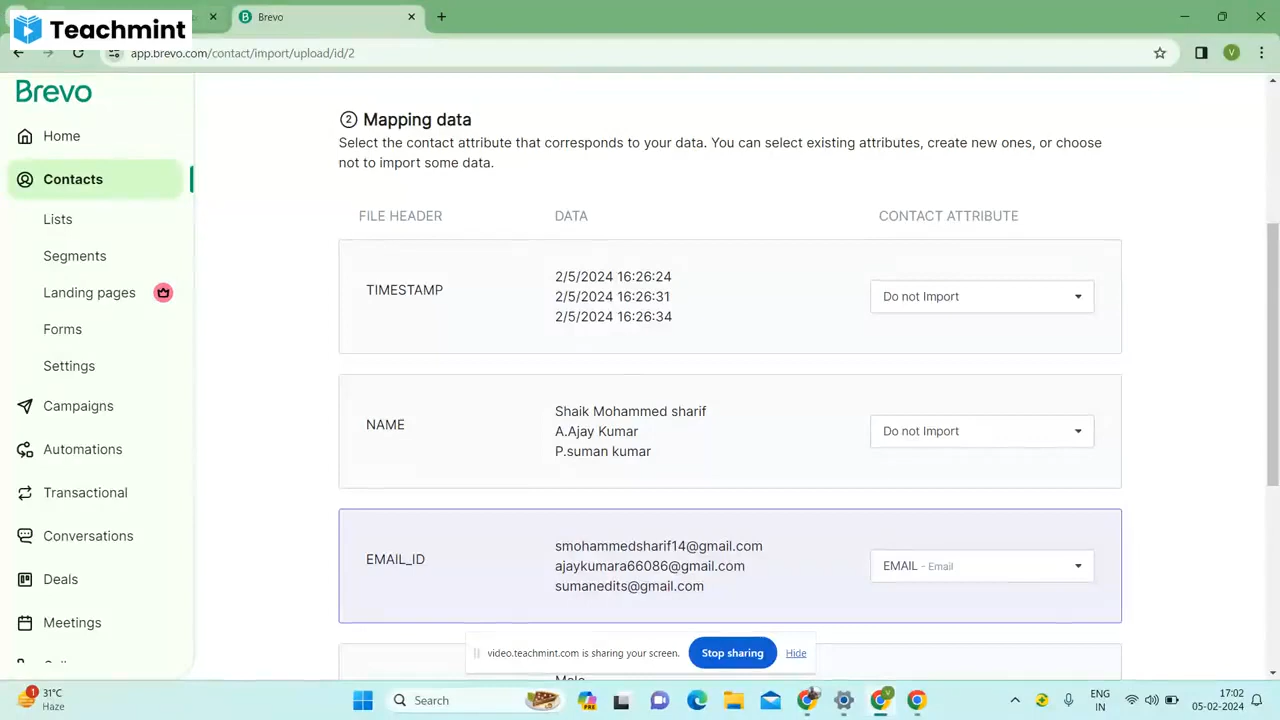 Teachmint
Brevo
app.brevo.com/contact/import/upload/id/2
V
Brevo
Home
Contacts
Lists
Segments
Landing pages
Forms
Settings
Campaigns
Automations
Transactional
Conversations
Deals
Meetings
2 Mapping data
Select the contact attribute that corresponds to your data. You can select existing attributes, create new ones, or choose
not to import some data.
FILE HEADER DATA CONTACT ATTRIBUTE
TIMESTAMP
2/5/2024 16:26:24
2/5/2024 16:26:31
2/5/2024 16:26:34
Do not Import
NAME
Shaik Mohammed sharif
A.Ajay Kumar
P.suman kumar
Do not Import
EMAIL_ID
smohammedsharif14@gmail.com
ajaykumara66086@gmail.com
sumanedits@gmail.com
EMAIL - Email
video.teachmint.com is sharing your screen. Stop sharing Hide
1
31°C
Haze
Search
ENG
IN
17:02
05-02-2024